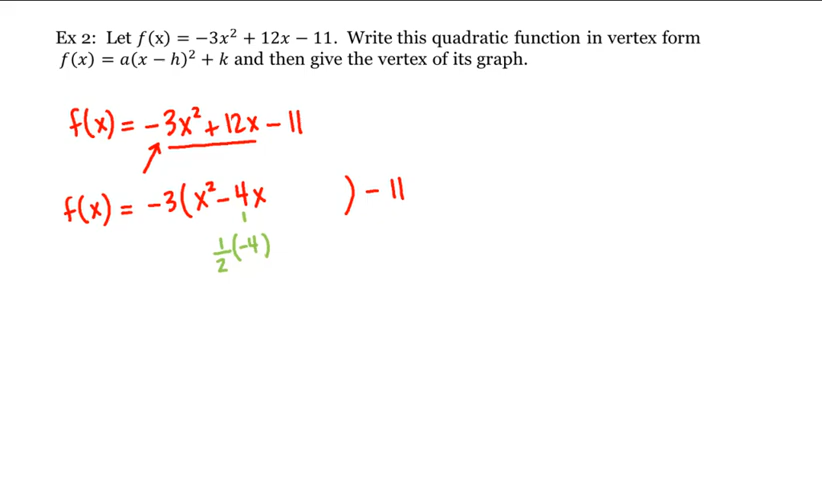 Ex 2: Let f(x) = −3x² + 12x − 11. Write this quadratic function in vertex form
f(x) = a(x − h)² + k and then give the vertex of its graph.
f(x) = −3x² + 12x − 11
f(x) = −3(x² − 4x ) − 11
½(−4)